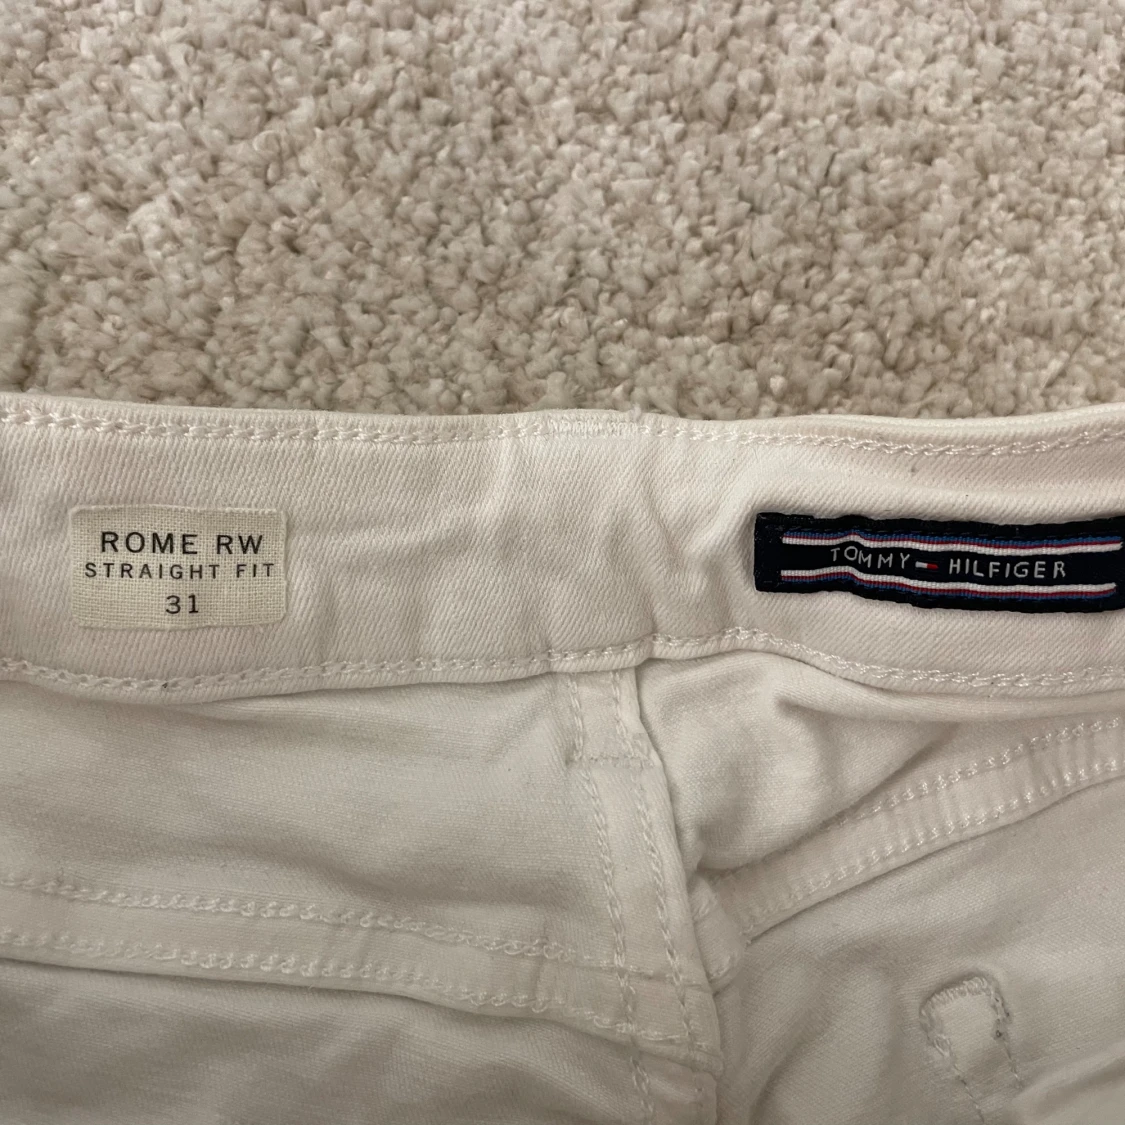 ROME RW
STRAIGHT FIT
31
TOMMY HILFIGER